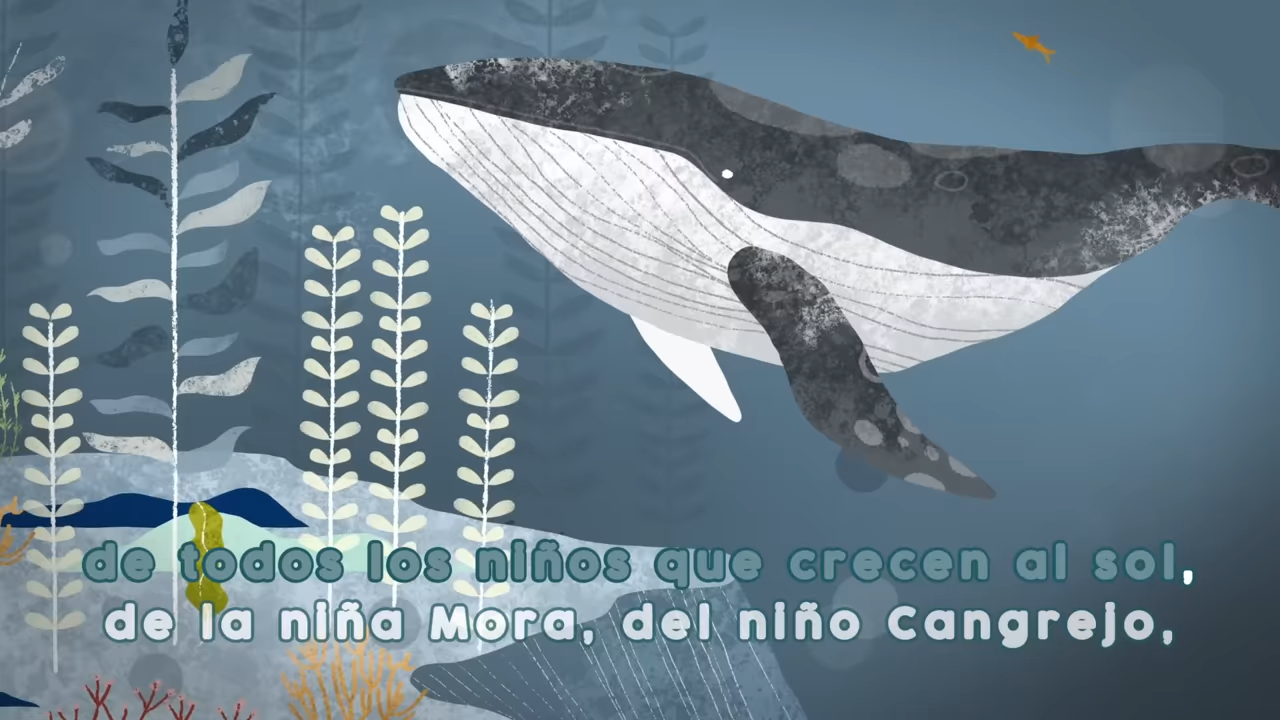 de todos los niños que crecen al sol,
de la niña Mora, del niño Cangrejo,